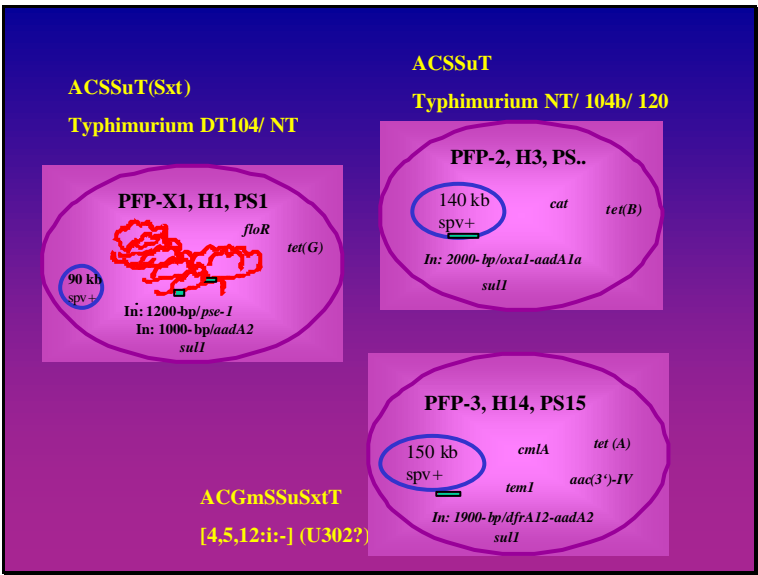 ACSSuT(Sxt)
Typhimurium DT104/ NT
PFP-X1, H1, PS1
floR
tet(G)
90 kb
spv+
In: 1200-bp/pse-1
In: 1000-bp/aadA2
sul1
ACSSuT
Typhimurium NT/ 104b/ 120
PFP-2, H3, PS..
140 kb
spv+
cat
tet(B)
In: 2000-bp/oxa1-aadA1a
sul1
ACGmSSuSxtT
[4,5,12:i:-] (U302?)
PFP-3, H14, PS15
150 kb
spv+
cmlA
tet (A)
tem1
aac(3‘)-IV
In: 1900-bp/dfrA12-aadA2
sul1